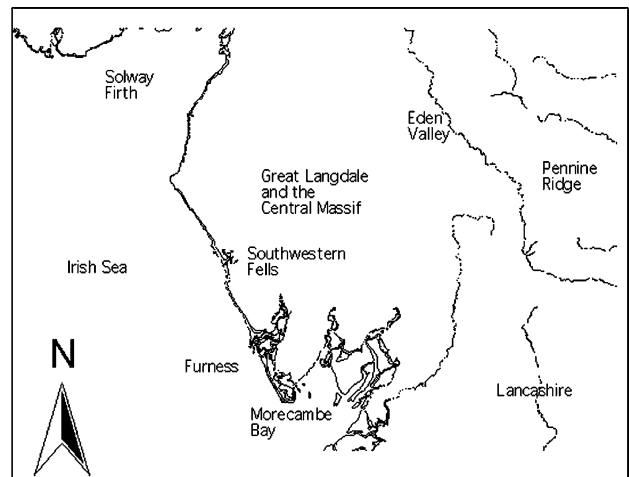 Solway
Firth
Eden
Valley
Pennine
Ridge
Great Langdale
and the
Central Massif
Irish Sea
Southwestern
Fells
N
Furness
Lancashire
Morecambe
Bay